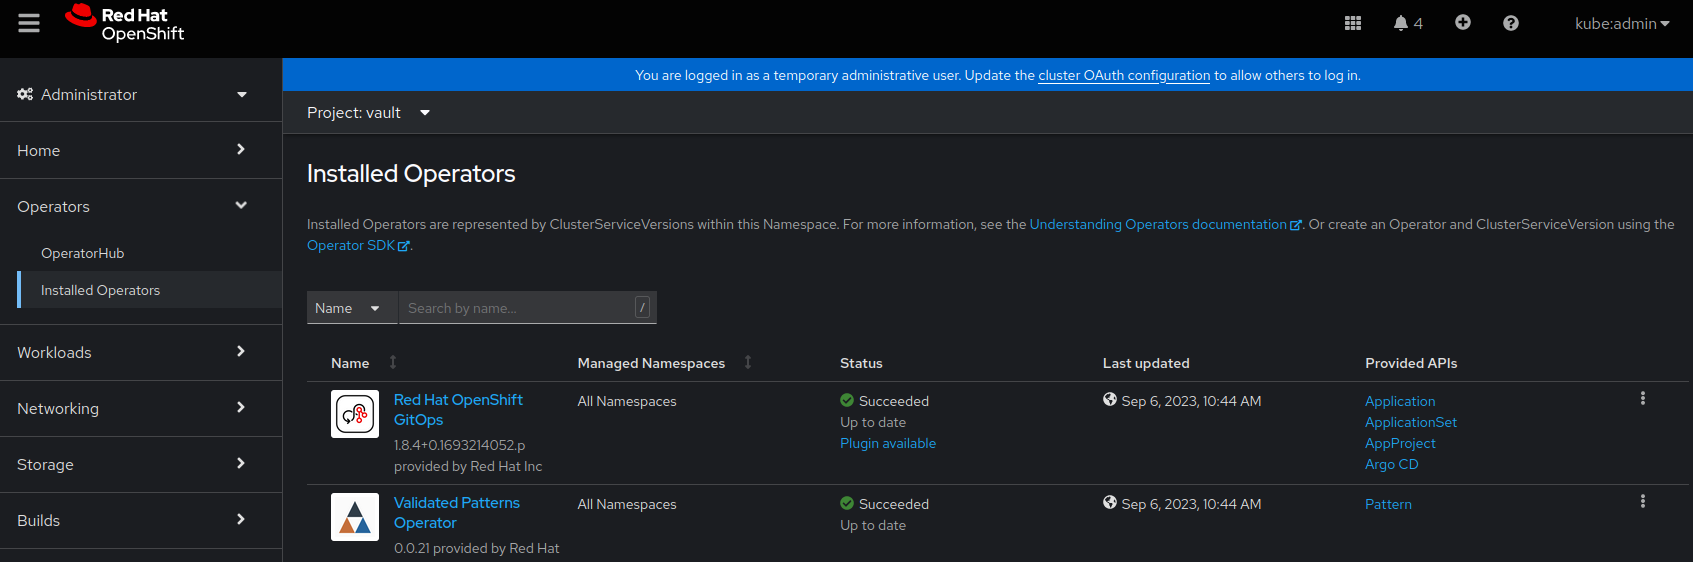 Red Hat
OpenShift
4
kube:admin
You are logged in as a temporary administrative user. Update the cluster OAuth configuration to allow others to log in.
Administrator
Project: vault
Home
Operators
OperatorHub
Installed Operators
Workloads
Networking
Storage
Builds
Installed Operators
Installed Operators are represented by ClusterServiceVersions within this Namespace. For more information, see the Understanding Operators documentation. Or create an Operator and ClusterServiceVersion using the
Operator SDK.
Name Search by name... /
Name Managed Namespaces Status Last updated Provided APIs
Red Hat OpenShift
GitOps
1.8.4+0.1693214052.p
provided by Red Hat Inc
All Namespaces
Succeeded
Up to date
Plugin available
Sep 6, 2023, 10:44 AM
Application
ApplicationSet
AppProject
Argo CD
Validated Patterns
Operator
0.0.21 provided by Red Hat
All Namespaces
Succeeded
Up to date
Sep 6, 2023, 10:44 AM
Pattern